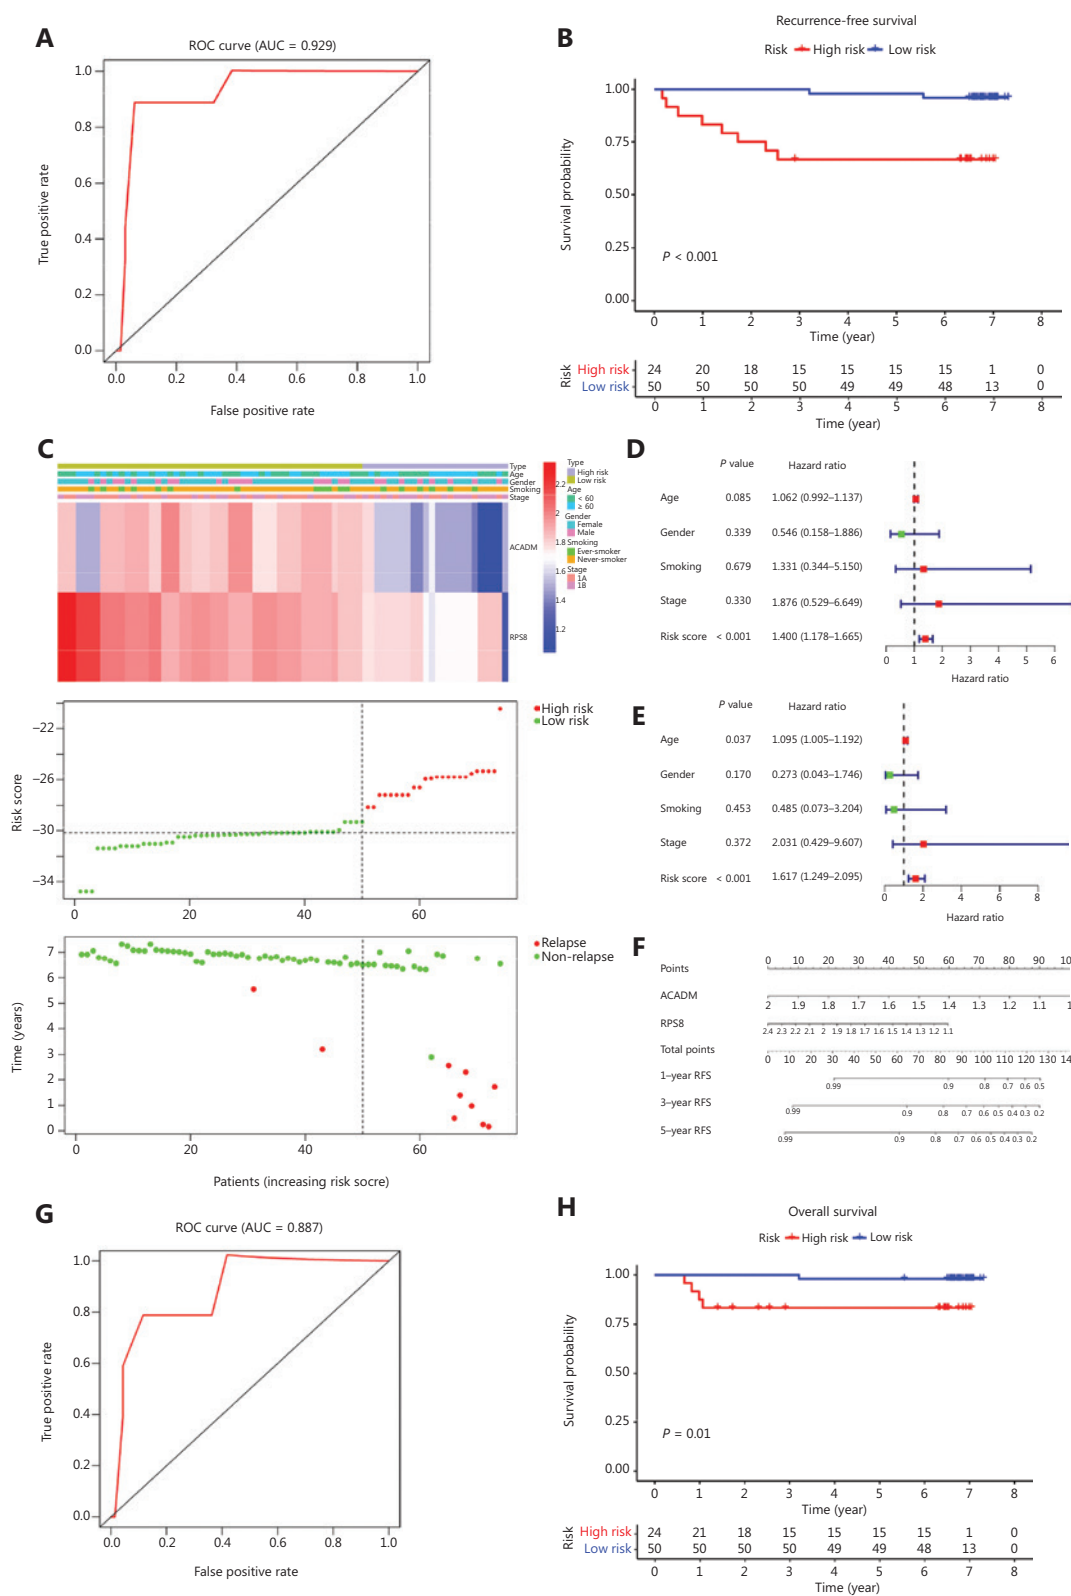 A
ROC curve (AUC = 0.929)
1.0
0.8
0.6
0.4
0.2
0.0
True positive rate
0.0 0.2 0.4 0.6 0.8 1.0
False positive rate
B
Recurrence-free survival
Risk High risk Low risk
1.00
0.75
0.50
0.25
0.00
Survival probability
P < 0.001
0 1 2 3 4 5 6 7 8
Time (year)
Risk
High risk 24 20 18 15 15 15 15 1 0
Low risk 50 50 50 50 49 49 48 13 0
0 1 2 3 4 5 6 7 8
Time (year)
C
Type
Age
Gender
Smoking
Stage
ACADM
RPS8
2.2
2
1.8
1.6
1.4
1.2
Type
High risk
Low risk
Age
< 60
≥ 60
Gender
Female
Male
Smoking
Ever-smoker
Never-smoker
Stage
1A
1B
High risk
Low risk
−22
−26
−30
−34
Risk score
0 20 40 60
Relapse
Non-relapse
7
6
5
4
3
2
1
0
Time (years)
0 20 40 60
Patients (increasing risk socre)
D
P value Hazard ratio
Age 0.085 1.062 (0.992–1.137)
Gender 0.339 0.546 (0.158–1.886)
Smoking 0.679 1.331 (0.344–5.150)
Stage 0.330 1.876 (0.529–6.649)
Risk score < 0.001 1.400 (1.178–1.665)
0 1 2 3 4 5 6
Hazard ratio
E
P value Hazard ratio
Age 0.037 1.095 (1.005–1.192)
Gender 0.170 0.273 (0.043–1.746)
Smoking 0.453 0.485 (0.073–3.204)
Stage 0.372 2.031 (0.429–9.607)
Risk score < 0.001 1.617 (1.249–2.095)
0 2 4 6 8
Hazard ratio
F
Points 0 10 20 30 40 50 60 70 80 90
ACADM 2 1.9 1.8 1.7 1.6 1.5 1.4 1.3 1.2 1.1
RPS8 2.4 2.3 2.2 2.1 2 1.9 1.8 1.7 1.6 1.5 1.4 1.3 1.2 1.1
Total points 0 10 20 30 40 50 60 70 80 90 100 110 120 130
1–year RFS 0.99 0.9 0.8 0.7 0.6 0.5
3–year RFS 0.99 0.9 0.8 0.7 0.6 0.5 0.4 0.3 0.2
5–year RFS 0.99 0.9 0.8 0.7 0.6 0.5 0.4 0.3 0.2
G
ROC curve (AUC = 0.887)
1.0
0.8
0.6
0.4
0.2
0.0
True positive rate
0.0 0.2 0.4 0.6 0.8 1.0
False positive rate
H
Overall survival
Risk High risk Low risk
1.00
0.75
0.50
0.25
0.00
Survival probability
P = 0.01
0 1 2 3 4 5 6 7 8
Time (year)
Risk
High risk 24 21 18 15 15 15 15 1 0
Low risk 50 50 50 50 49 49 48 13 0
0 1 2 3 4 5 6 7 8
Time (year)